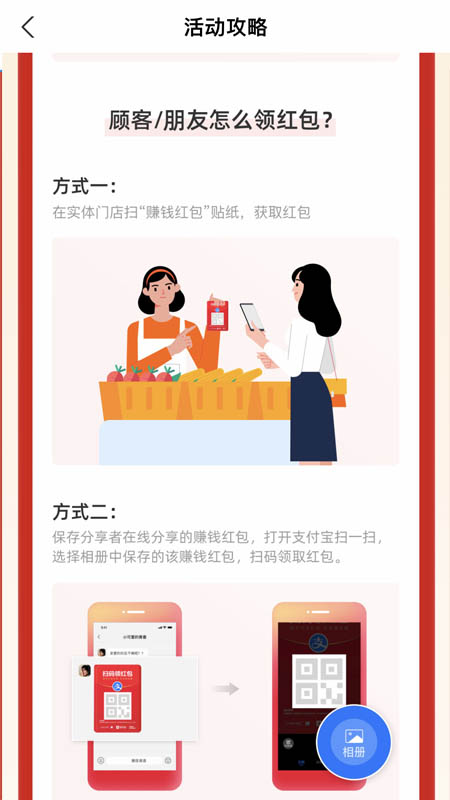 活动攻略
顾客/朋友怎么领红包？
方式一：
在实体门店扫“赚钱红包”贴纸，获取红包
方式二：
保存分享者在线分享的赚钱红包，打开支付宝扫一扫，
选择相册中保存的该赚钱红包，扫码领取红包。
扫码领红包
支
支
相册